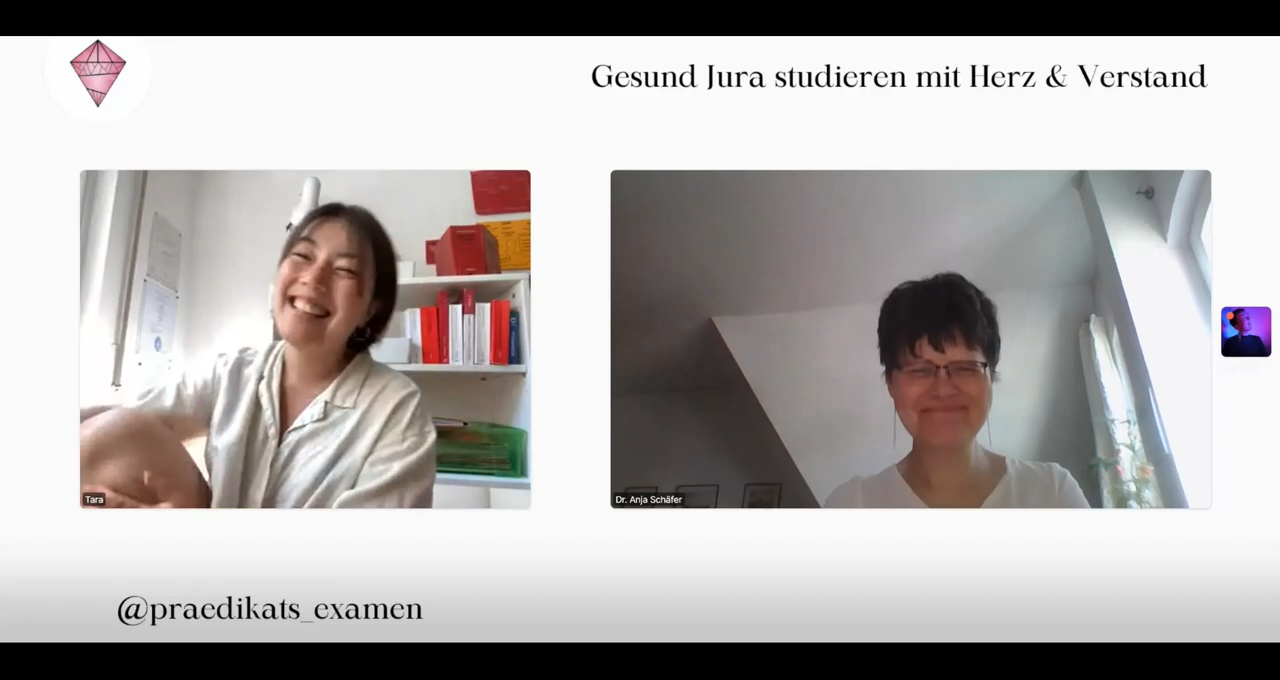 Gesund Jura studieren mit Herz & Verstand
Tara
Dr. Anja Schäfer
@praedikats_examen